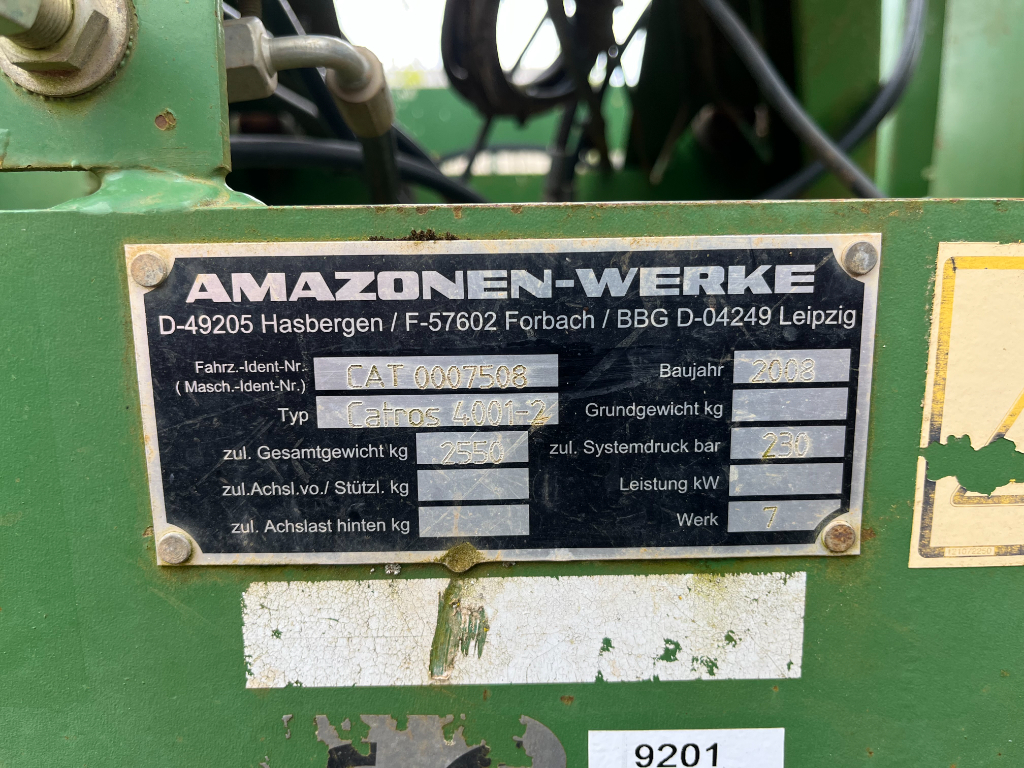 AMAZONEN-WERKE
D-49205 Hasbergen / F-57602 Forbach / BBG D-04249 Leipzig
Fahrz.-Ident-Nr.
(Masch.-Ident-Nr.) CAT 0007508
Baujahr 2008
Typ Catros 4001-2
Grundgewicht kg
zul. Gesamtgewicht kg 2550
zul. Systemdruck bar 230
zul.Achsl.vo./ Stützl. kg
Leistung kW
zul. Achslast hinten kg
Werk 7
9201